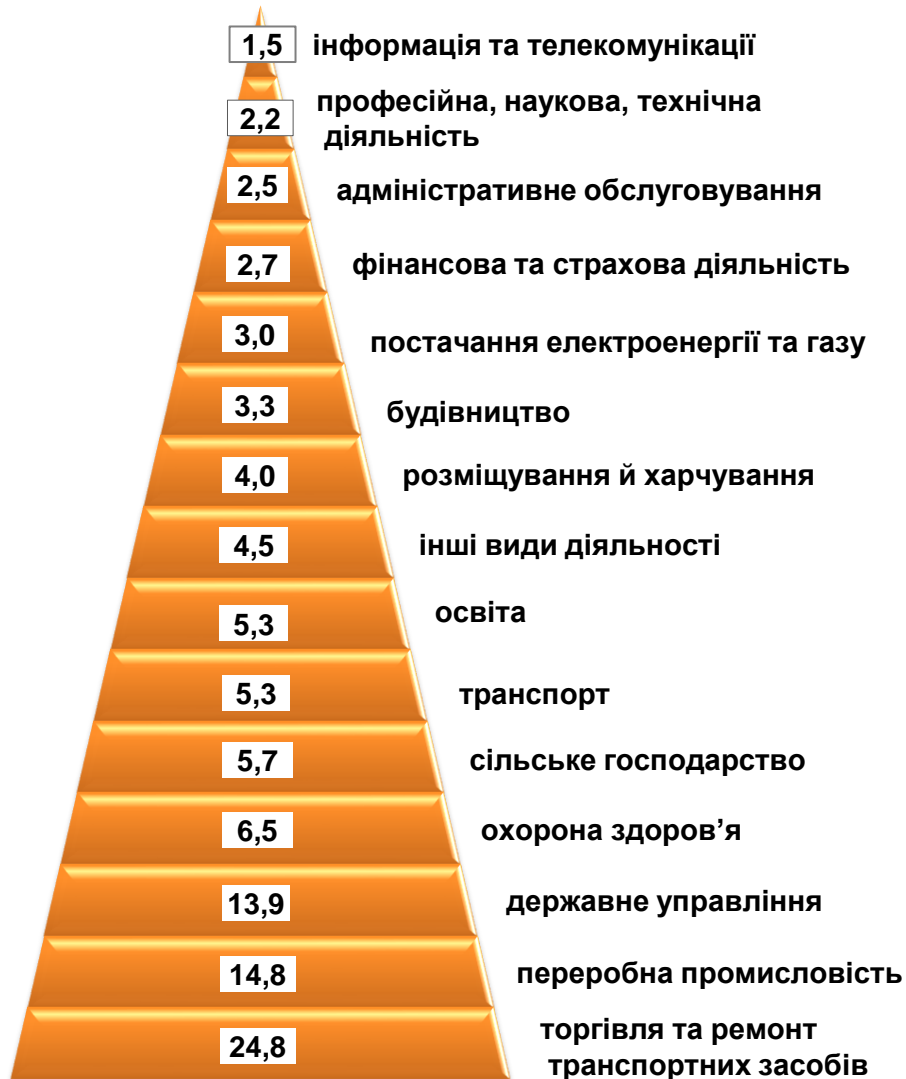 1,5 інформація та телекомунікації
2,2 професійна, наукова, технічна
діяльність
2,5 адміністративне обслуговування
2,7 фінансова та страхова діяльність
3,0 постачання електроенергії та газу
3,3 будівництво
4,0 розміщування й харчування
4,5 інші види діяльності
5,3 освіта
5,3 транспорт
5,7 сільське господарство
6,5 охорона здоров’я
13,9 державне управління
14,8 переробна промисловість
24,8 торгівля та ремонт
транспортних засобів